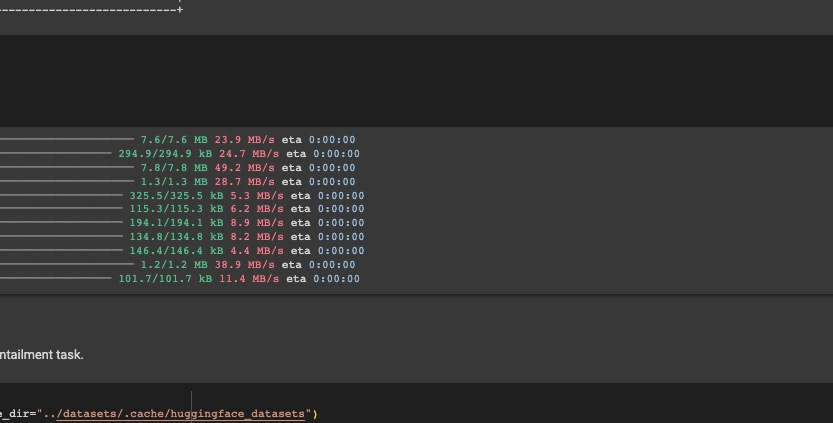 ----------------------------+
7.6/7.6 MB 23.9 MB/s eta 0:00:00
294.9/294.9 kB 24.7 MB/s eta 0:00:00
7.8/7.8 MB 49.2 MB/s eta 0:00:00
1.3/1.3 MB 28.7 MB/s eta 0:00:00
325.5/325.5 kB 5.3 MB/s eta 0:00:00
115.3/115.3 kB 6.2 MB/s eta 0:00:00
194.1/194.1 kB 8.9 MB/s eta 0:00:00
134.8/134.8 kB 8.2 MB/s eta 0:00:00
146.4/146.4 kB 4.4 MB/s eta 0:00:00
1.2/1.2 MB 38.9 MB/s eta 0:00:00
101.7/101.7 kB 11.4 MB/s eta 0:00:00
ntailment task.
e_dir="../datasets/.cache/huggingface_datasets")